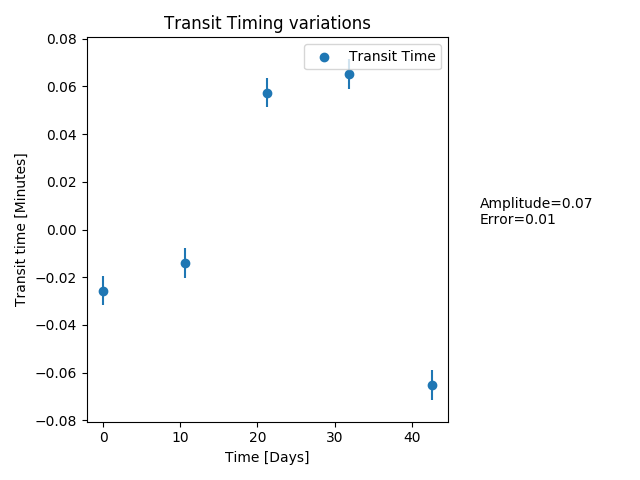 Transit Timing variations
Transit Time
0.08
0.06
0.04
0.02
0.00
−0.02
−0.04
−0.06
−0.08
Transit time [Minutes]
0
10
20
30
40
Time [Days]
Amplitude=0.07
Error=0.01